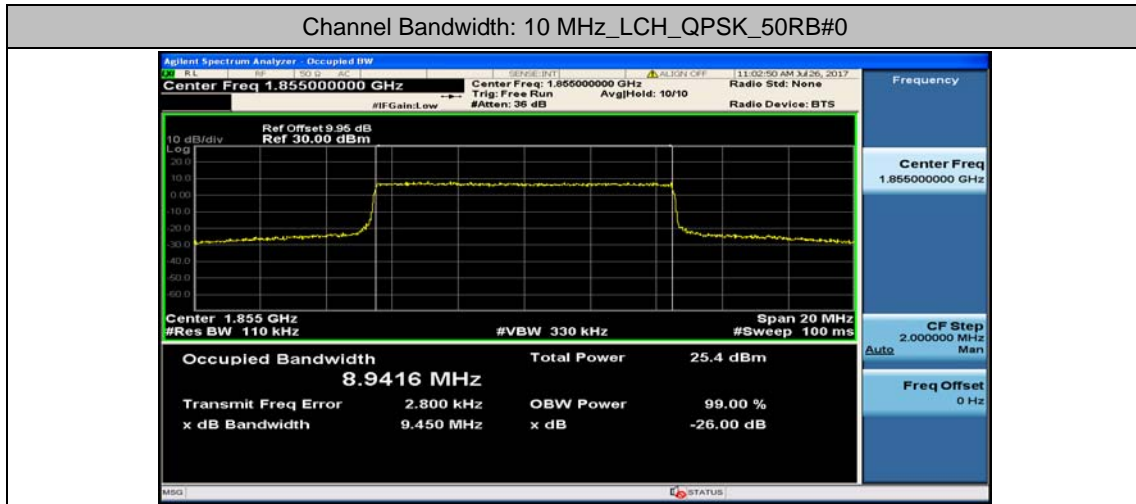 Channel Bandwidth: 10 MHz_LCH_QPSK_50RB#0
Agilent Spectrum Analyzer - Occupied BW
RL RF 50 Ω AC SENSE:INT ALIGN OFF 11:02:50 AM Jul 26, 2017
Center Freq 1.855000000 GHz
Center Freq: 1.855000000 GHz
Radio Std: None
Trig: Free Run Avg|Hold: 10/10
#IFGain:Low #Atten: 36 dB Radio Device: BTS
Ref Offset 9.95 dB
10 dB/div Ref 30.00 dBm
Log
20.0
10.0
0.00
-10.0
-20.0
-30.0
-40.0
-50.0
-60.0
Center 1.855 GHz Span 20 MHz
#Res BW 110 kHz #VBW 330 kHz #Sweep 100 ms
Occupied Bandwidth Total Power 25.4 dBm
8.9416 MHz
Transmit Freq Error 2.800 kHz OBW Power 99.00 %
x dB Bandwidth 9.450 MHz x dB -26.00 dB
Frequency
Center Freq
1.855000000 GHz
CF Step
2.000000 MHz
Auto Man
Freq Offset
0 Hz
MSG STATUS